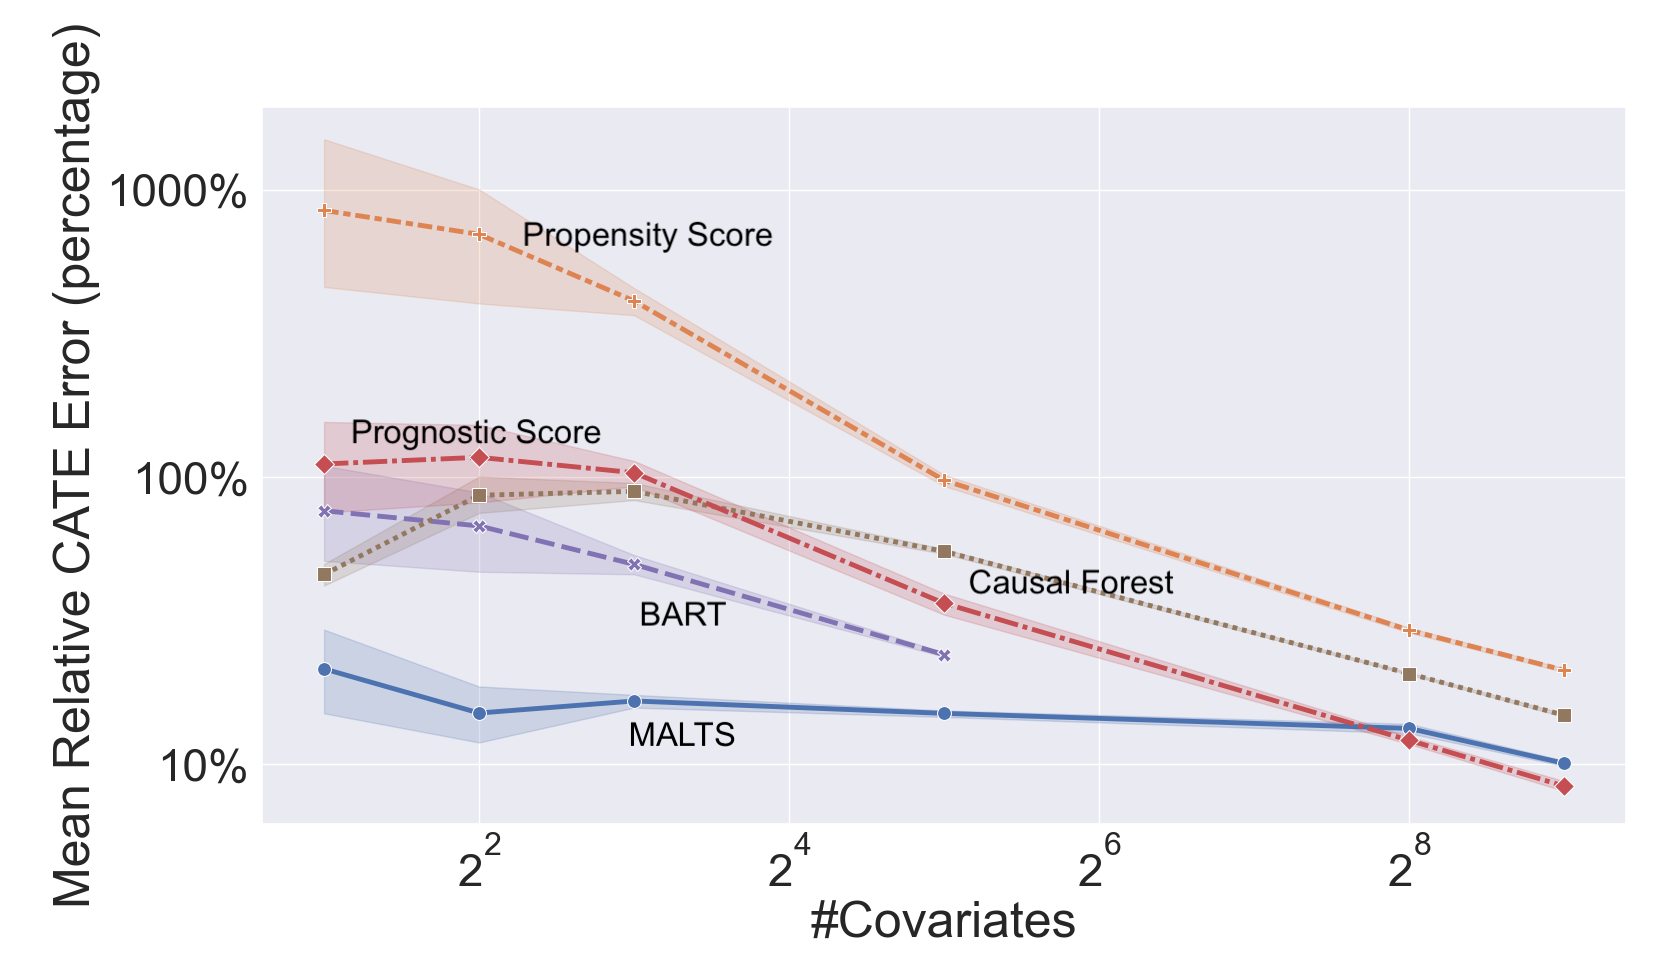 Mean Relative CATE Error (percentage)
1000%
100%
10%
Propensity Score
Prognostic Score
Causal Forest
BART
MALTS
2^2
2^4
2^6
2^8
#Covariates